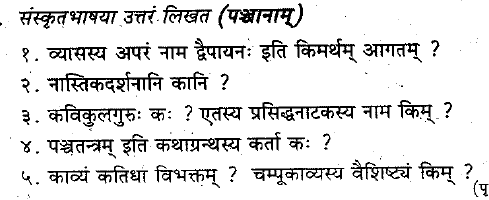 संस्कृतभाषया उत्तरं लिखत (पञ्चानाम्)
१. व्यासस्य अपरं नाम द्वैपायनः इति किमर्थम् आगतम् ?
२. नास्तिकदर्शनानि कानि ?
३. कविकुलगुरुः कः ? एतस्य प्रसिद्धनाटकस्य नाम किम् ?
४. पञ्चतन्त्रम् इति कथाग्रन्थस्य कर्ता कः ?
५. काव्यं कतिधा विभक्तम् ? चम्पूकाव्यस्य वैशिष्ट्यं किम् ?
(पृ